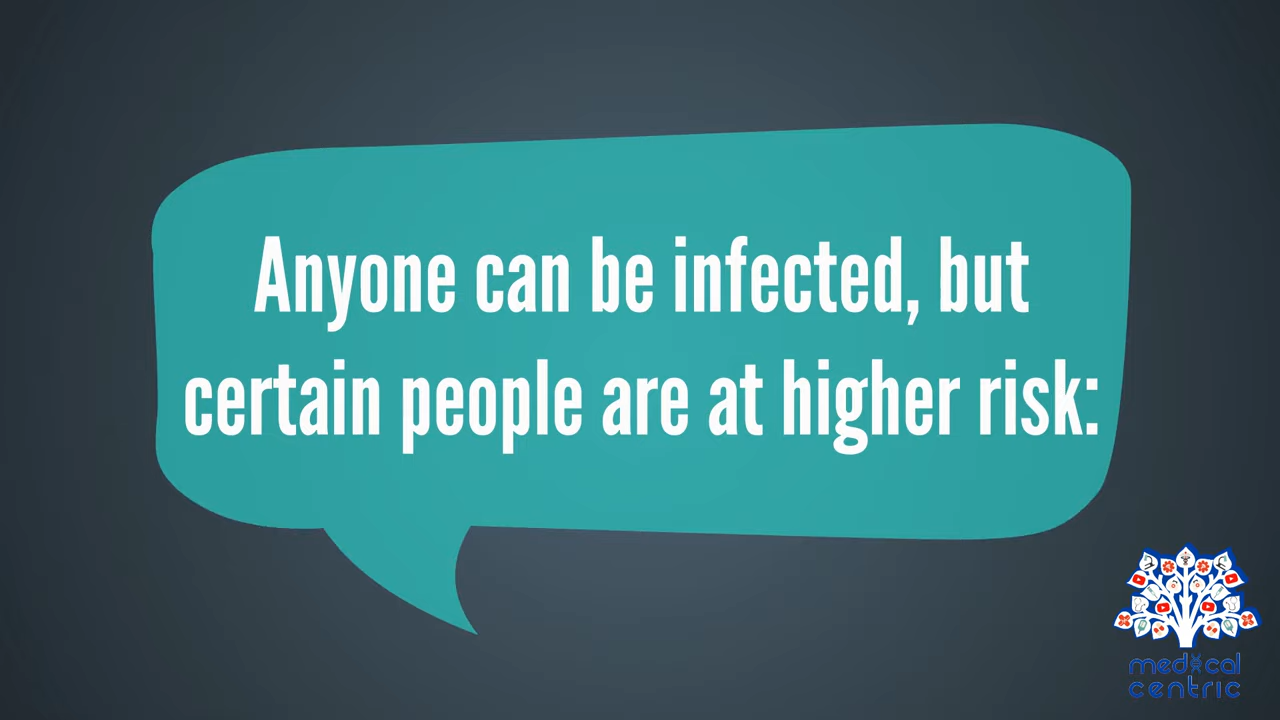 Anyone can be infected, but
certain people are at higher risk:
medical
centric